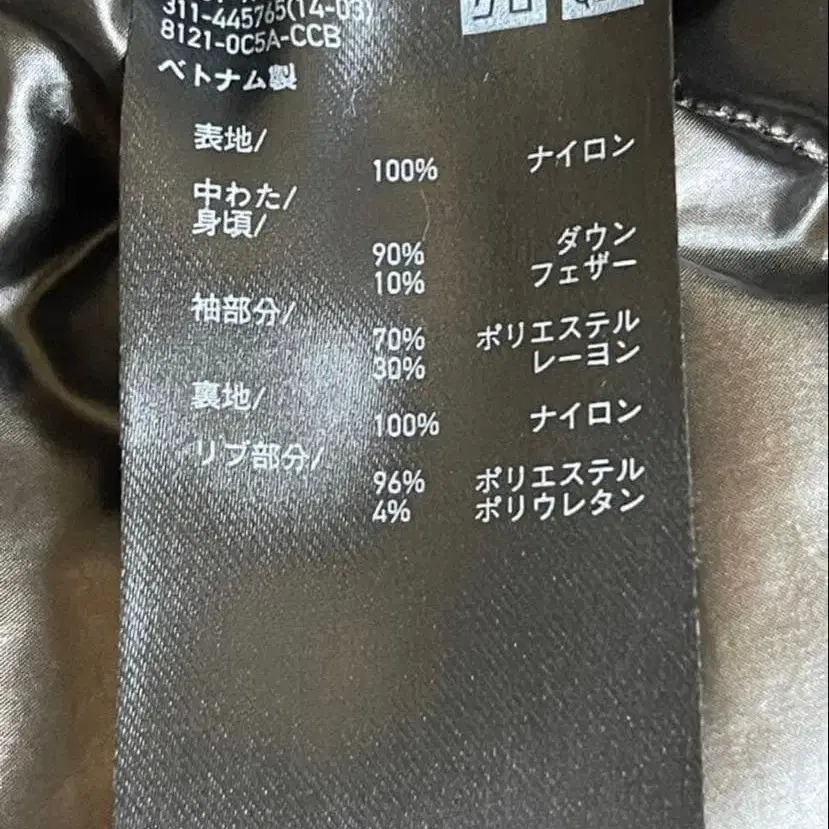 311-445765(14-03)
8121-0C5A-CCB
ベトナム製
表地/
100% ナイロン
中わた/
身頃/
90% ダウン
10% フェザー
袖部分/
70% ポリエステル
30% レーヨン
裏地/
100% ナイロン
リブ部分/
96% ポリエステル
4% ポリウレタン